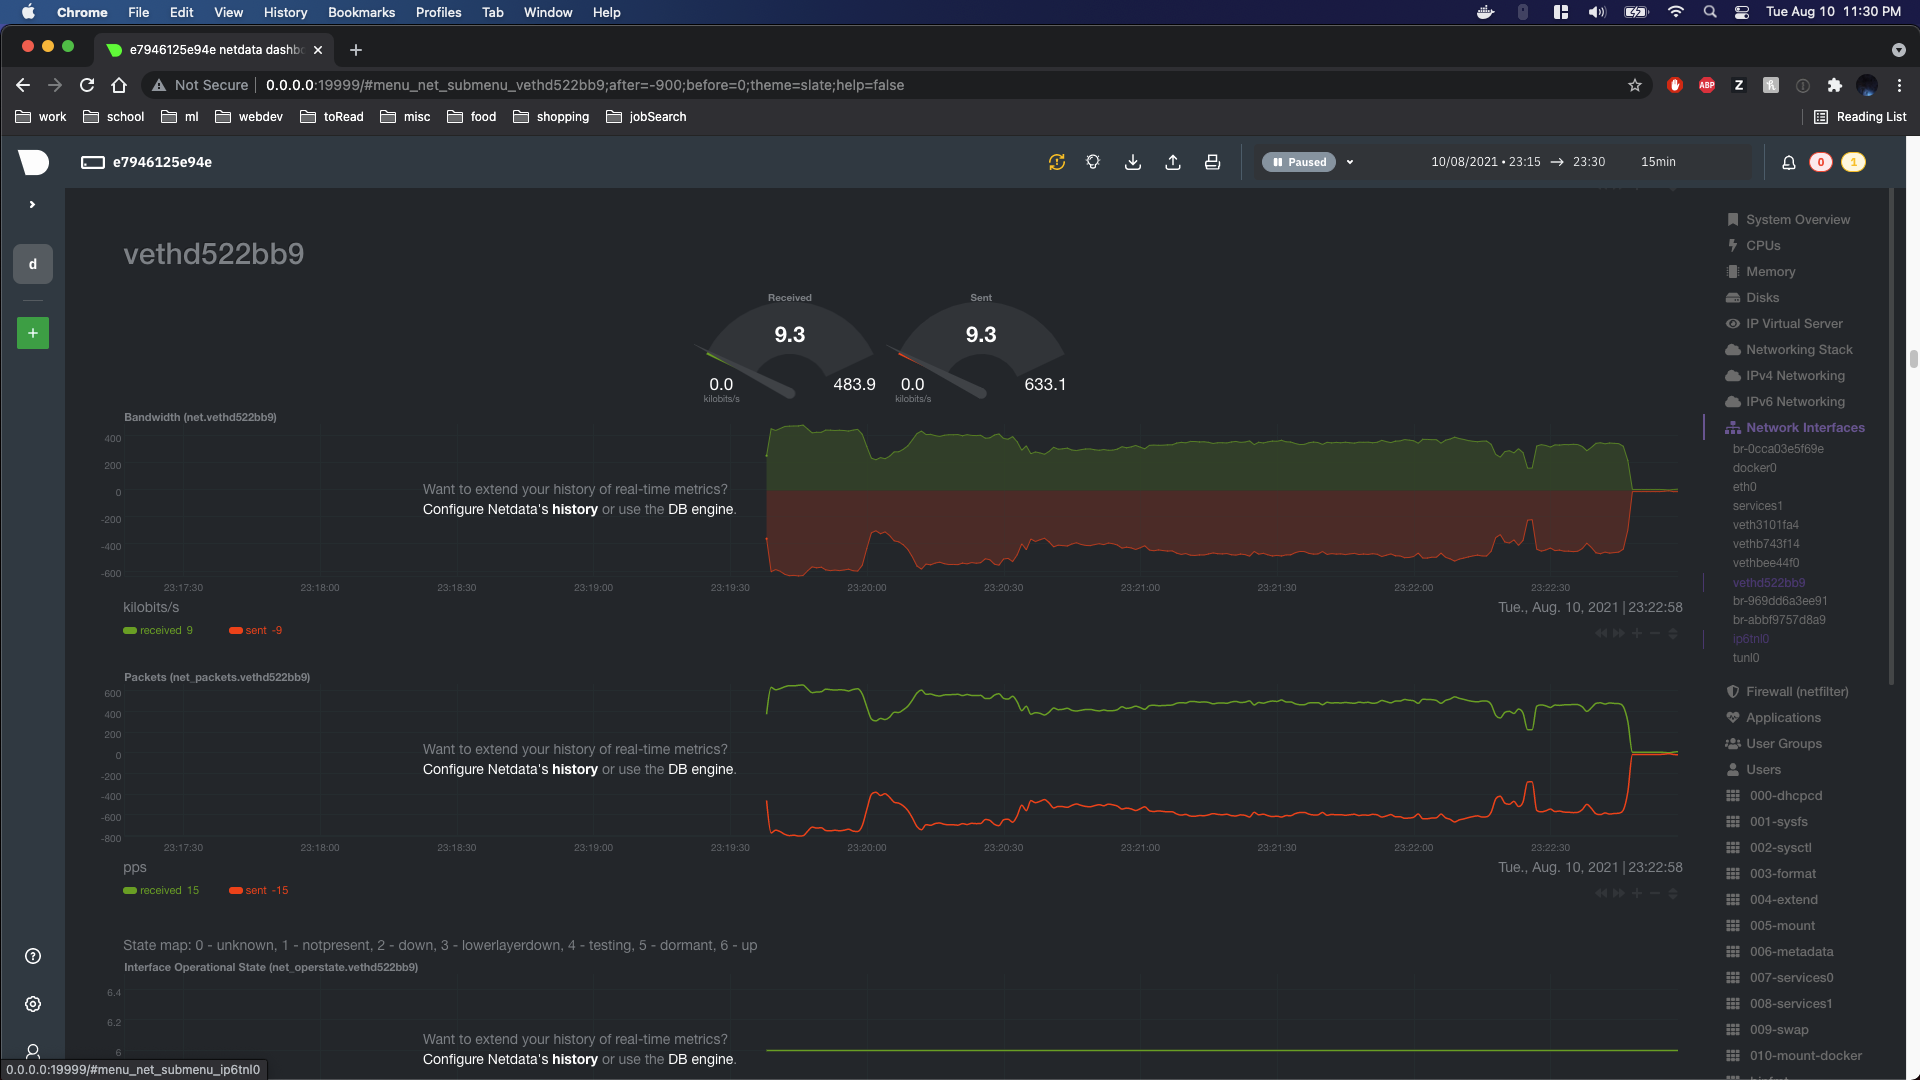 Chrome File Edit View History Bookmarks Profiles Tab Window Help Tue Aug 10 11:30 PM
e7946125e94e netdata dashbo
Not Secure 0.0.0.0:19999/#menu_net_submenu_vethd522bb9;after=-900;before=0;theme=slate;help=false
ABP Z
work school ml webdev toRead misc food shopping jobSearch Reading List
e7946125e94e Paused 10/08/2021 • 23:15 → 23:30 15min 0 1
d
+
vethd522bb9
Received Sent
9.3 9.3
0.0 483.9 0.0 633.1
kilobits/s kilobits/s
Bandwidth (net.vethd522bb9)
400
200
0
-200
-400
-600
Want to extend your history of real-time metrics?
Configure Netdata's history or use the DB engine.
23:17:30 23:18:00 23:18:30 23:19:00 23:19:30 23:20:00 23:20:30 23:21:00 23:21:30 23:22:00 23:22:30
kilobits/s Tue., Aug. 10, 2021 | 23:22:58
received 9 sent -9
Packets (net_packets.vethd522bb9)
600
400
200
0
-200
-400
-600
-800
Want to extend your history of real-time metrics?
Configure Netdata's history or use the DB engine.
23:17:30 23:18:00 23:18:30 23:19:00 23:19:30 23:20:00 23:20:30 23:21:00 23:21:30 23:22:00 23:22:30
pps Tue., Aug. 10, 2021 | 23:22:58
received 15 sent -15
State map: 0 - unknown, 1 - notpresent, 2 - down, 3 - lowerlayerdown, 4 - testing, 5 - dormant, 6 - up
Interface Operational State (net_operstate.vethd522bb9)
6.4
6.2
6
Want to extend your history of real-time metrics?
Configure Netdata's history or use the DB engine.
System Overview
CPUs
Memory
Disks
IP Virtual Server
Networking Stack
IPv4 Networking
IPv6 Networking
Network Interfaces
br-0cca03e5f69e
docker0
eth0
services1
veth3101fa4
vethb743f14
vethbee44f0
vethd522bb9
br-969dd6a3ee91
br-abbf9757d8a9
ip6tnl0
tunl0
Firewall (netfilter)
Applications
User Groups
Users
000-dhcpcd
001-sysfs
002-sysctl
003-format
004-extend
005-mount
006-metadata
007-services0
008-services1
009-swap
010-mount-docker
0.0.0.0:19999/#menu_net_submenu_ip6tnl0